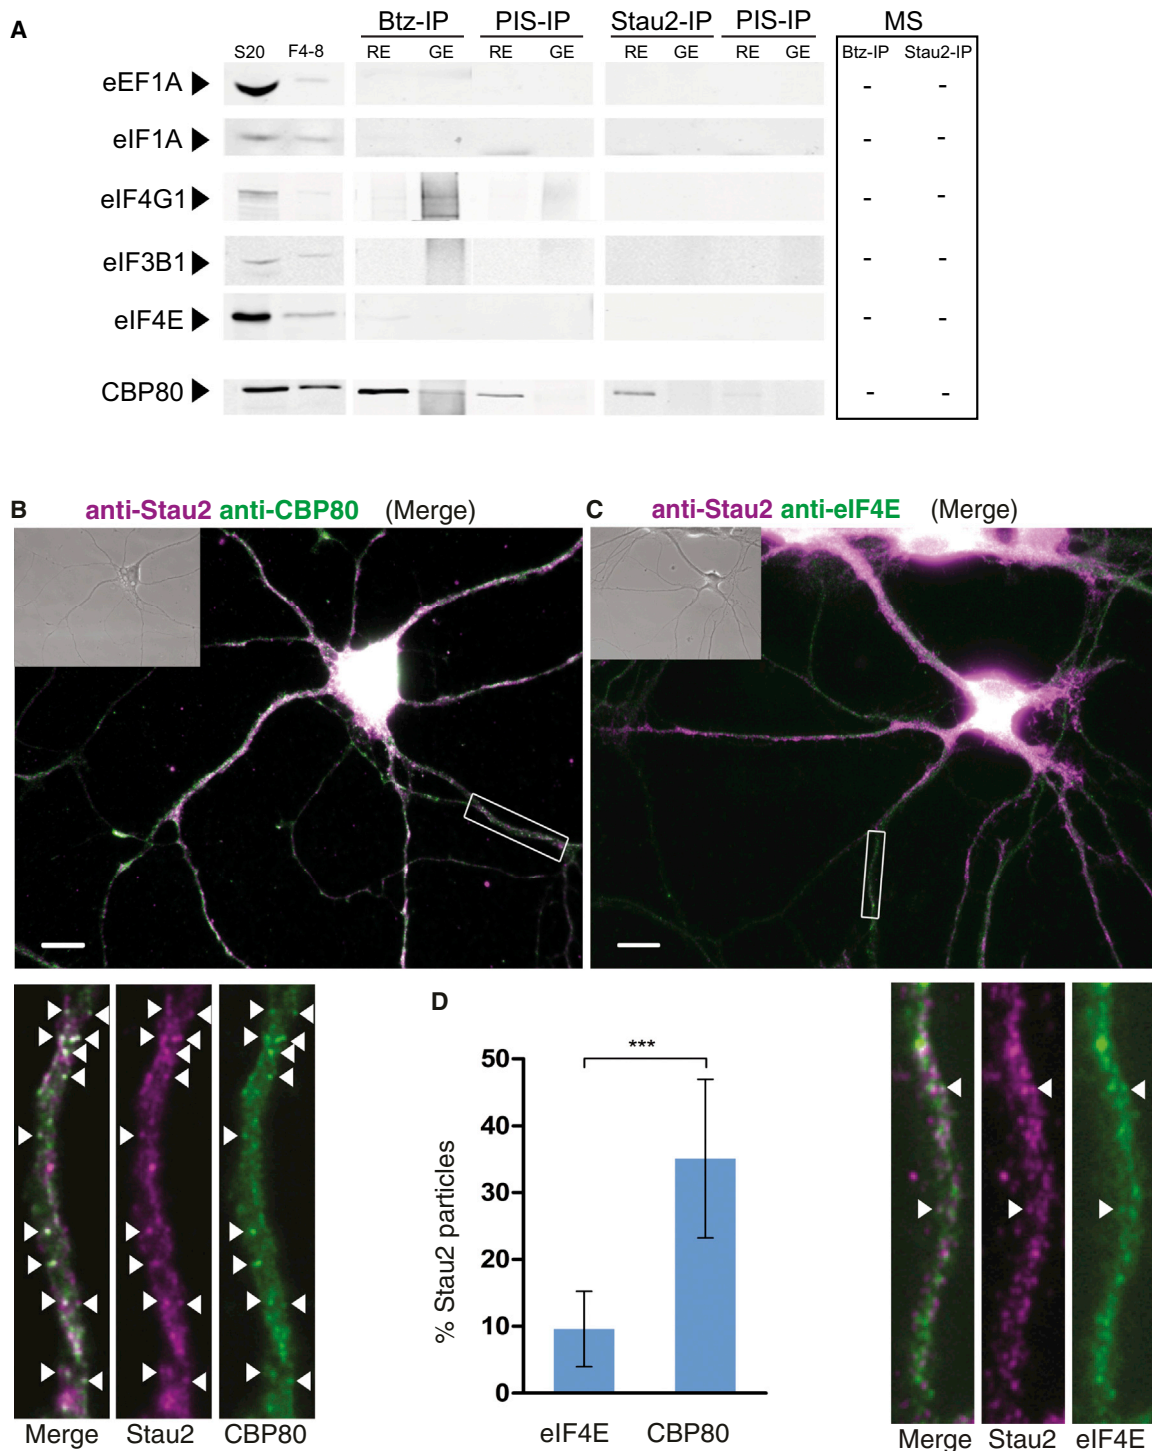 A
Btz-IP PIS-IP Stau2-IP PIS-IP MS
S20 F4-8 RE GE RE GE RE GE RE GE Btz-IP Stau2-IP
eEF1A - -
eIF1A - -
eIF4G1 - -
eIF3B1 - -
eIF4E - -
CBP80 - -
B anti-Stau2 anti-CBP80 (Merge)
C anti-Stau2 anti-eIF4E (Merge)
Merge Stau2 CBP80
D
***
% Stau2 particles
50
40
30
20
10
0
eIF4E CBP80
Merge Stau2 eIF4E